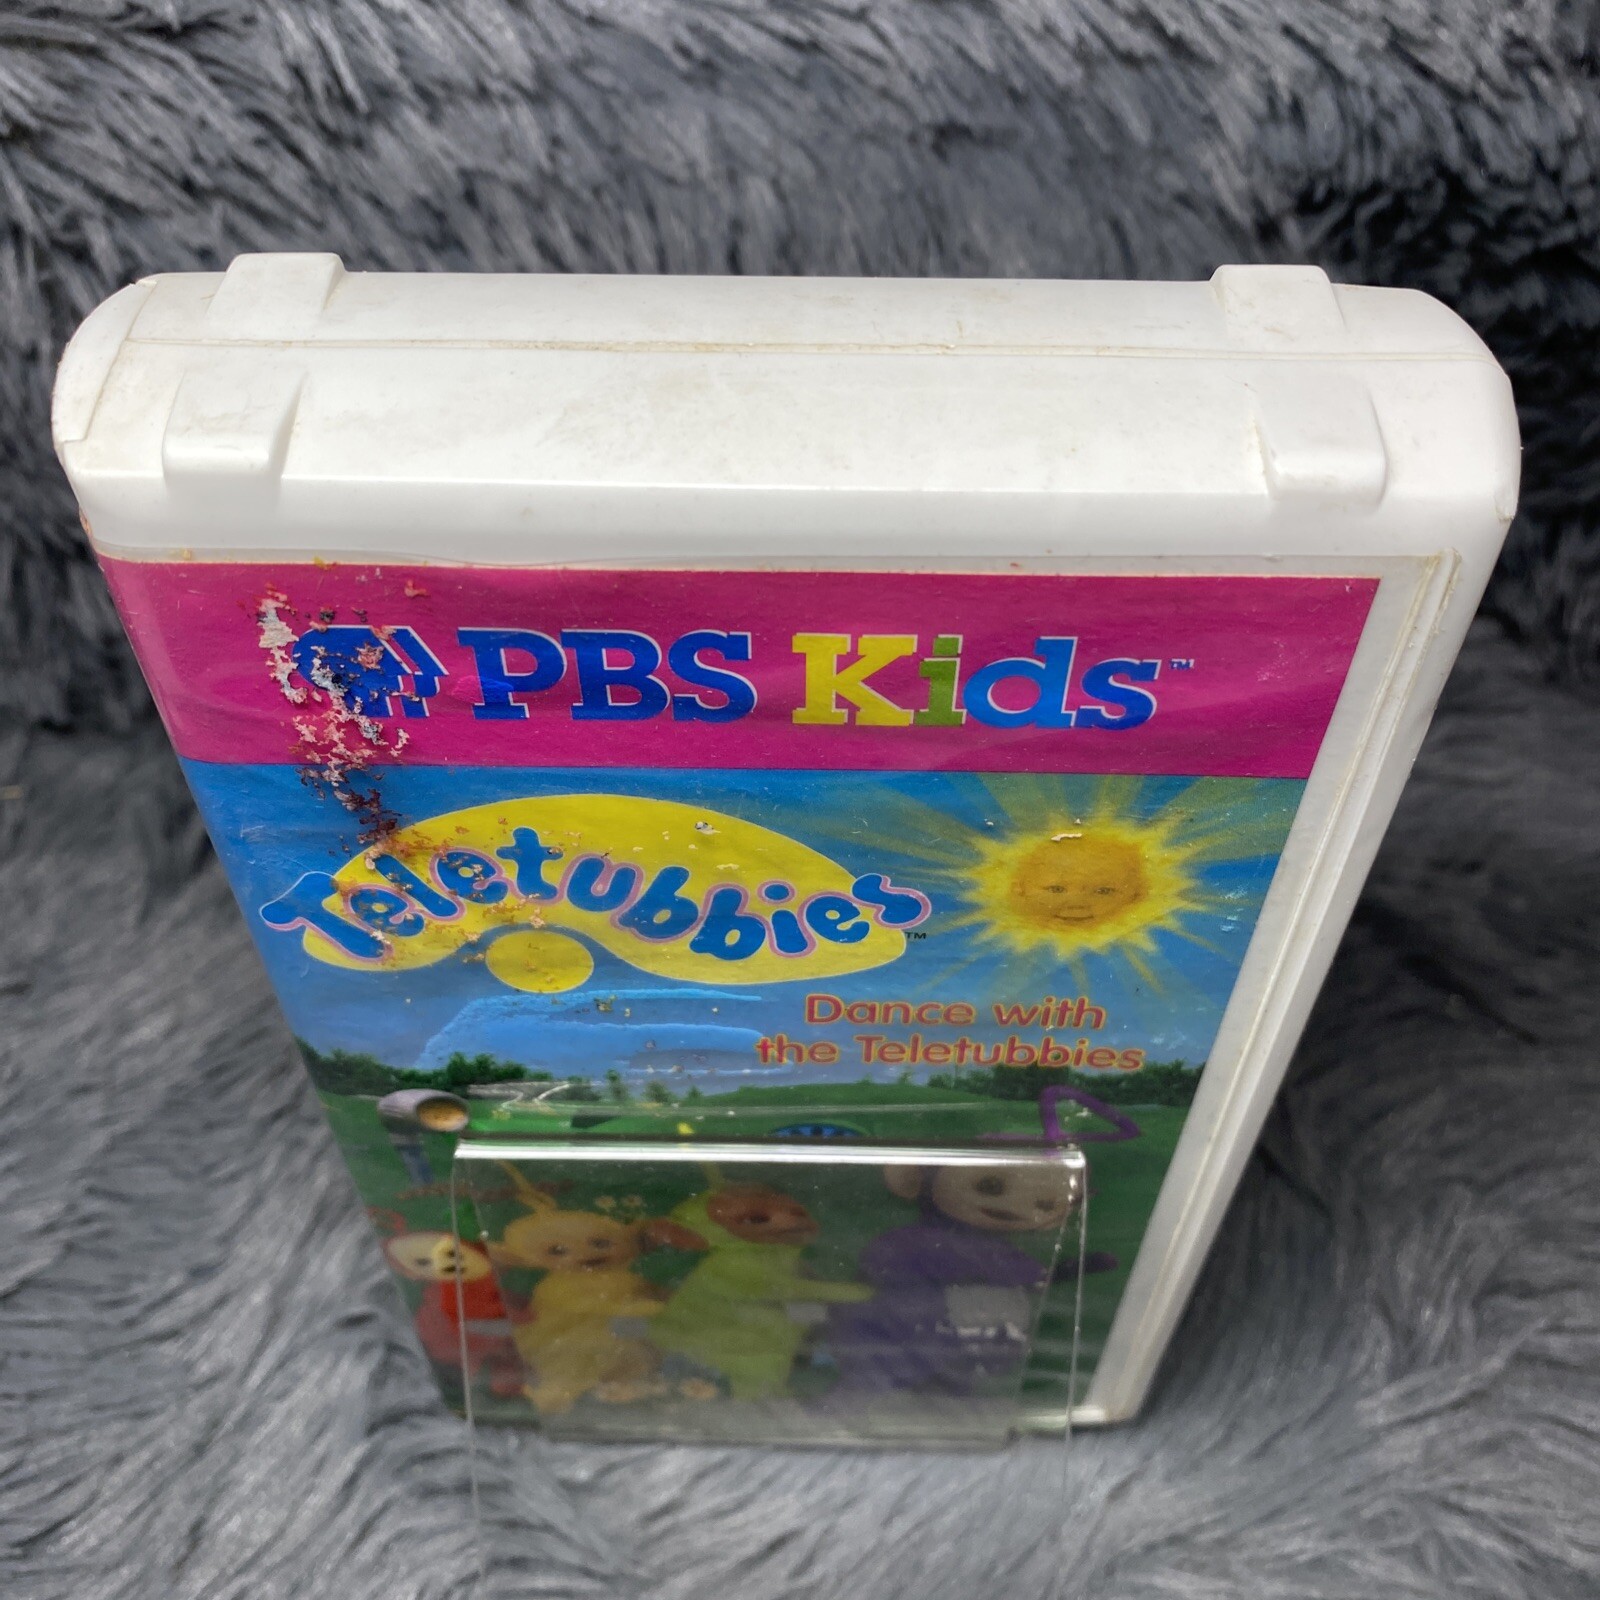 PBS Kids™
Teletubbies™
Dance with
the Teletubbies